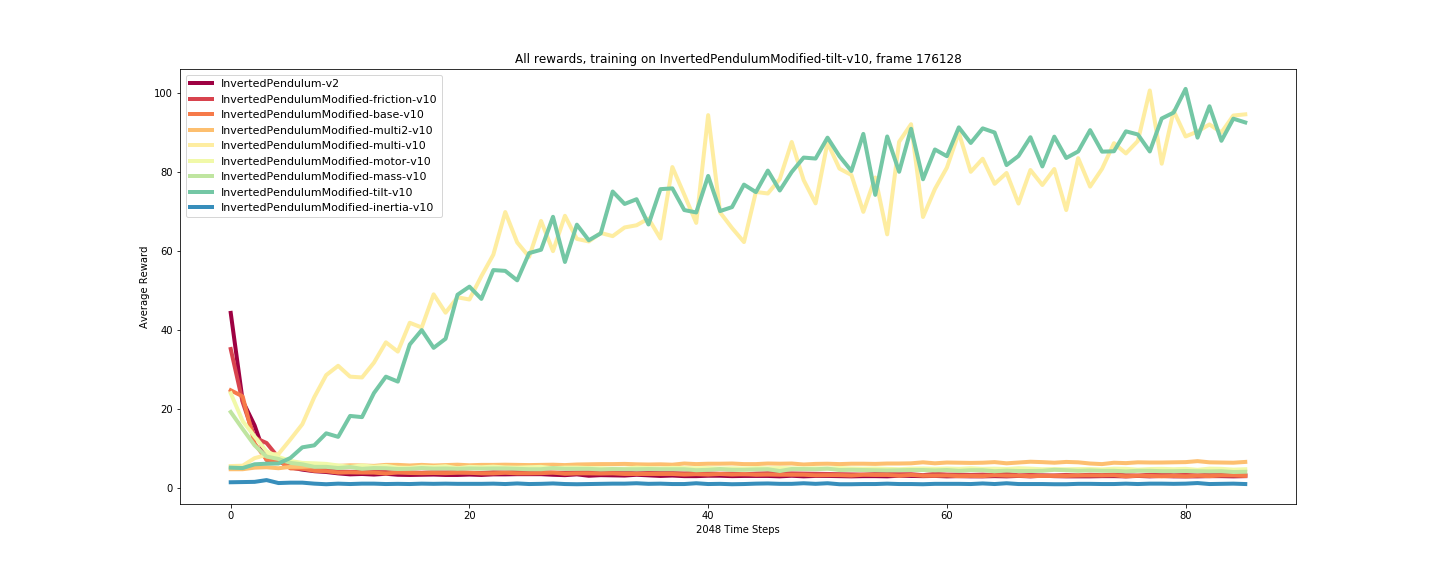 All rewards, training on InvertedPendulumModified-tilt-v10, frame 176128
InvertedPendulum-v2
InvertedPendulumModified-friction-v10
InvertedPendulumModified-base-v10
InvertedPendulumModified-multi2-v10
InvertedPendulumModified-multi-v10
InvertedPendulumModified-motor-v10
InvertedPendulumModified-mass-v10
InvertedPendulumModified-tilt-v10
InvertedPendulumModified-inertia-v10
100
80
60
40
20
0
Average Reward
0 20 40 60 80
2048 Time Steps